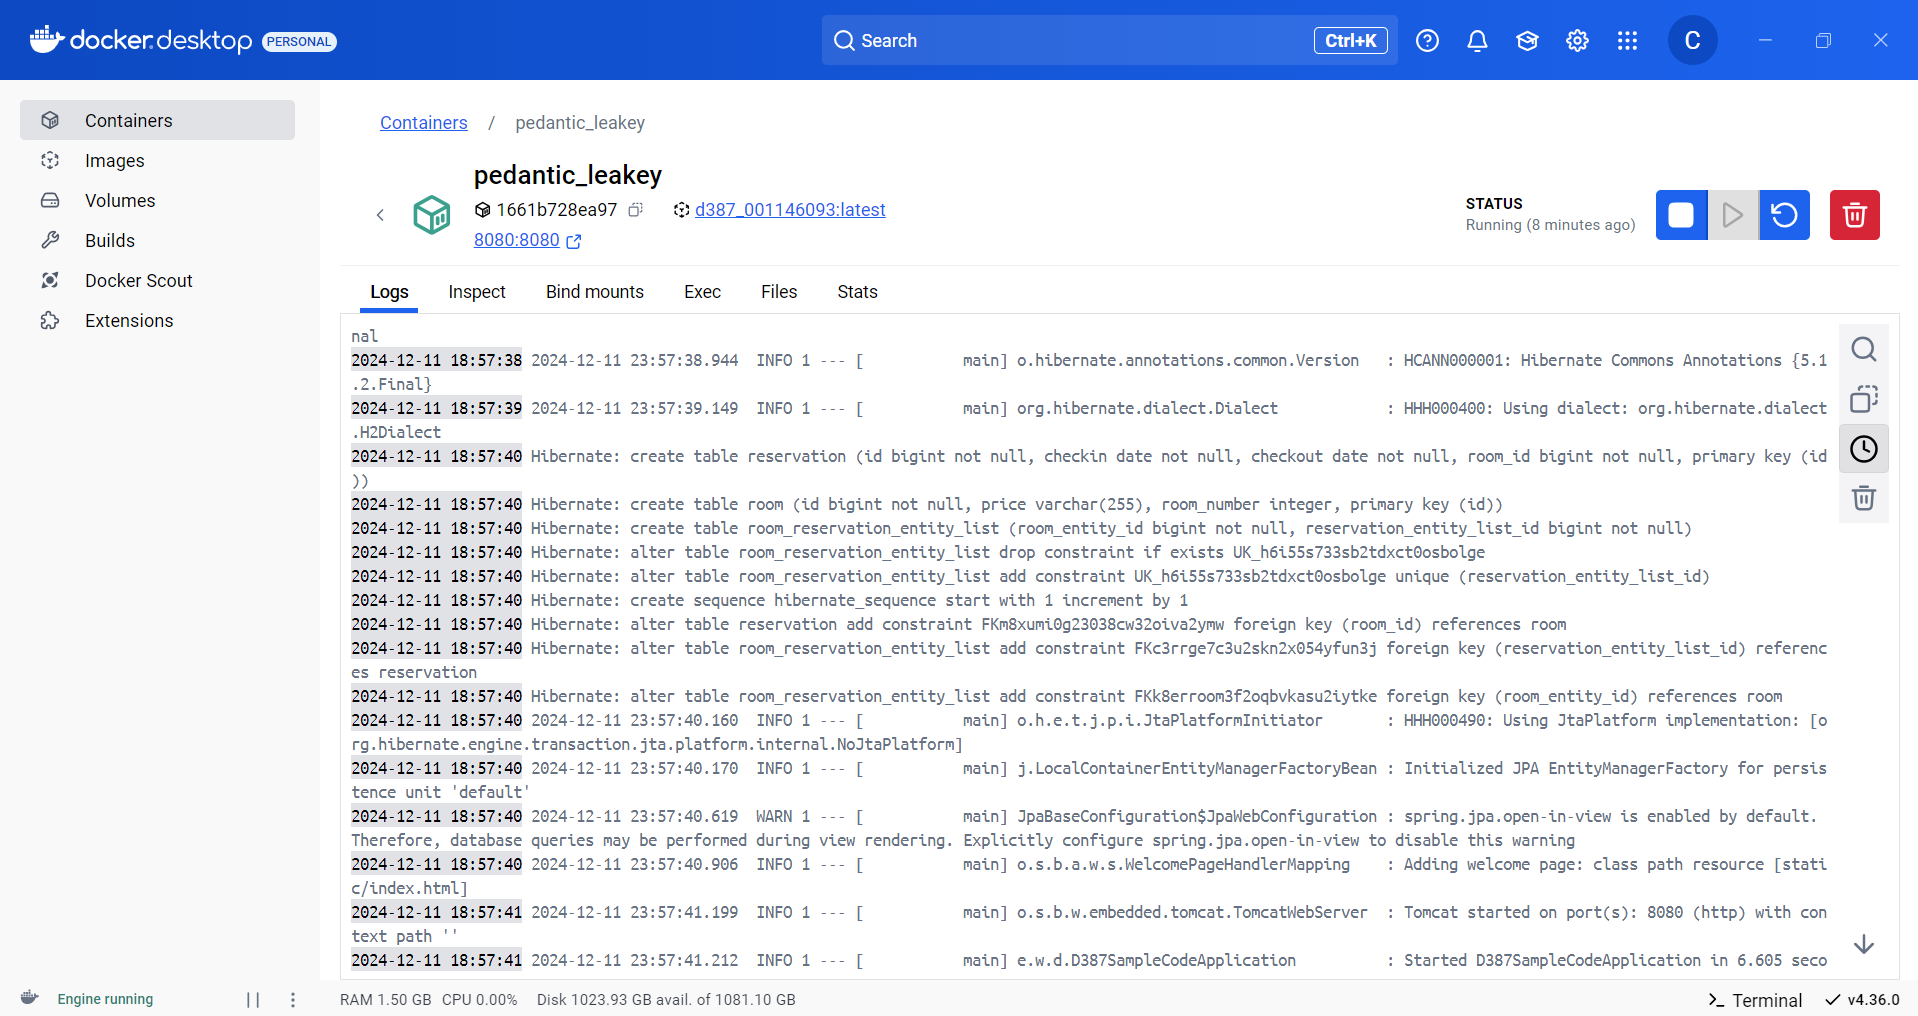 docker.desktop PERSONAL
Search
Ctrl+K
C
Containers
Images
Volumes
Builds
Docker Scout
Extensions
Containers / pedantic_leakey
pedantic_leakey
1661b728ea97
d387_001146093:latest
8080:8080
STATUS
Running (8 minutes ago)
Logs
Inspect
Bind mounts
Exec
Files
Stats
nal
2024-12-11 18:57:38 2024-12-11 23:57:38.944  INFO 1 --- [           main] o.hibernate.annotations.common.Version   : HCANN000001: Hibernate Commons Annotations {5.1
.2.Final}
2024-12-11 18:57:39 2024-12-11 23:57:39.149  INFO 1 --- [           main] org.hibernate.dialect.Dialect            : HHH000400: Using dialect: org.hibernate.dialect
.H2Dialect
2024-12-11 18:57:40 Hibernate: create table reservation (id bigint not null, checkin date not null, checkout date not null, room_id bigint not null, primary key (id
))
2024-12-11 18:57:40 Hibernate: create table room (id bigint not null, price varchar(255), room_number integer, primary key (id))
2024-12-11 18:57:40 Hibernate: create table room_reservation_entity_list (room_entity_id bigint not null, reservation_entity_list_id bigint not null)
2024-12-11 18:57:40 Hibernate: alter table room_reservation_entity_list drop constraint if exists UK_h6i55s733sb2tdxct0osbolge
2024-12-11 18:57:40 Hibernate: alter table room_reservation_entity_list add constraint UK_h6i55s733sb2tdxct0osbolge unique (reservation_entity_list_id)
2024-12-11 18:57:40 Hibernate: create sequence hibernate_sequence start with 1 increment by 1
2024-12-11 18:57:40 Hibernate: alter table reservation add constraint FKm8xumi0g23038cw32oiva2ymw foreign key (room_id) references room
2024-12-11 18:57:40 Hibernate: alter table room_reservation_entity_list add constraint FKc3rrge7c3u2skn2x054yfun3j foreign key (reservation_entity_list_id) referenc
es reservation
2024-12-11 18:57:40 Hibernate: alter table room_reservation_entity_list add constraint FKk8erroom3f2oqbvkasu2iytke foreign key (room_entity_id) references room
2024-12-11 18:57:40 2024-12-11 23:57:40.160  INFO 1 --- [           main] o.h.e.t.j.p.i.JtaPlatformInitiator       : HHH000490: Using JtaPlatform implementation: [o
rg.hibernate.engine.transaction.jta.platform.internal.NoJtaPlatform]
2024-12-11 18:57:40 2024-12-11 23:57:40.170  INFO 1 --- [           main] j.LocalContainerEntityManagerFactoryBean : Initialized JPA EntityManagerFactory for persis
tence unit 'default'
2024-12-11 18:57:40 2024-12-11 23:57:40.619  WARN 1 --- [           main] JpaBaseConfiguration$JpaWebConfiguration : spring.jpa.open-in-view is enabled by default.
Therefore, database queries may be performed during view rendering. Explicitly configure spring.jpa.open-in-view to disable this warning
2024-12-11 18:57:40 2024-12-11 23:57:40.906  INFO 1 --- [           main] o.s.b.a.w.s.WelcomePageHandlerMapping    : Adding welcome page: class path resource [stati
c/index.html]
2024-12-11 18:57:41 2024-12-11 23:57:41.199  INFO 1 --- [           main] o.s.b.w.embedded.tomcat.TomcatWebServer  : Tomcat started on port(s): 8080 (http) with con
text path ''
2024-12-11 18:57:41 2024-12-11 23:57:41.212  INFO 1 --- [           main] e.w.d.D387SampleCodeApplication          : Started D387SampleCodeApplication in 6.605 seco
Engine running
RAM 1.50 GB CPU 0.00% Disk 1023.93 GB avail. of 1081.10 GB
Terminal
v4.36.0